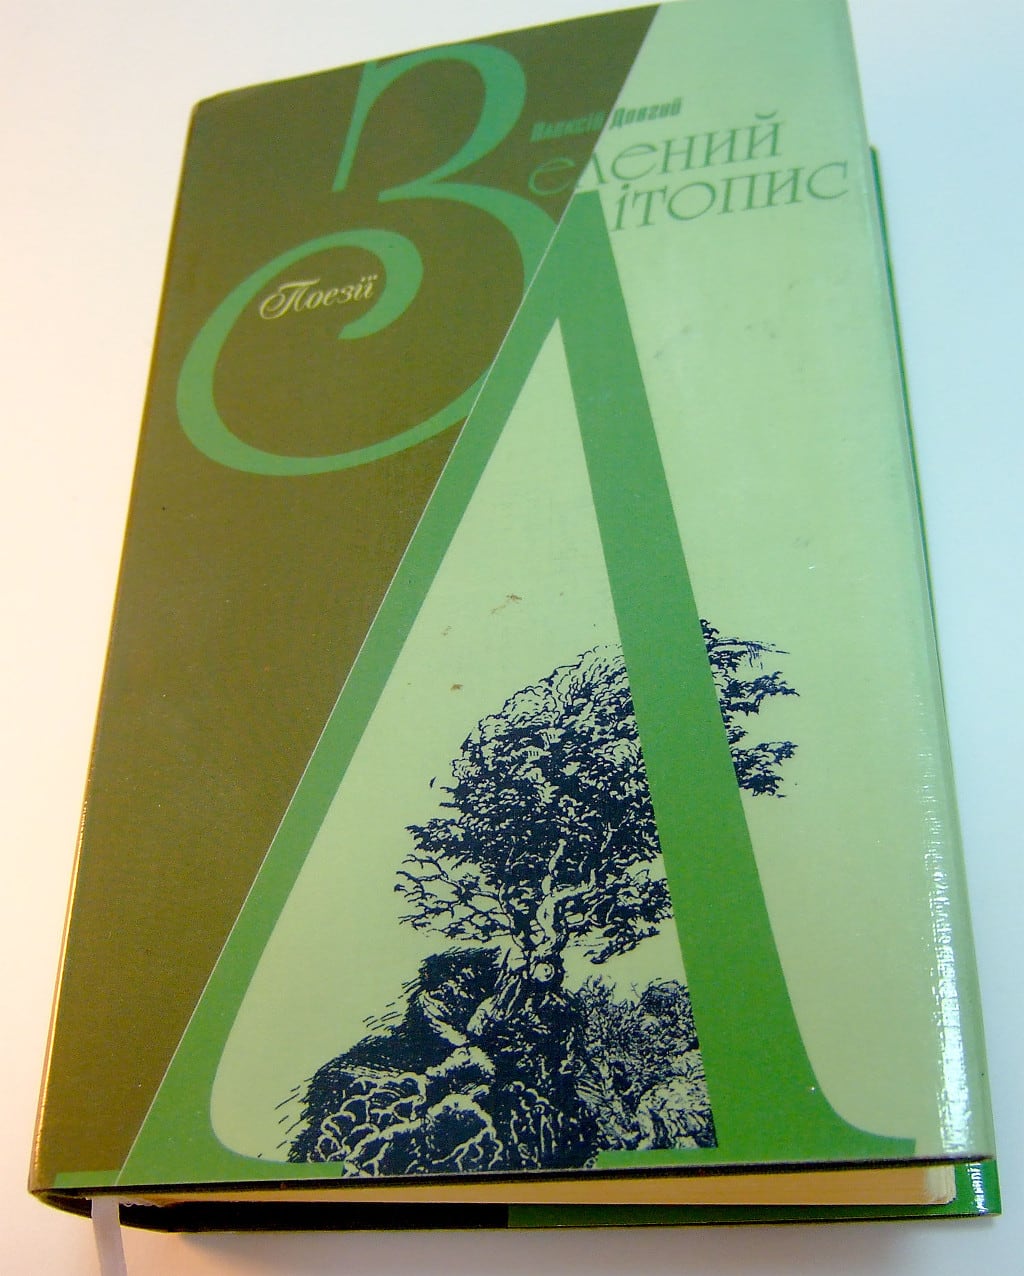 Олексій Довгий
Зелений
Літопис
Поезії